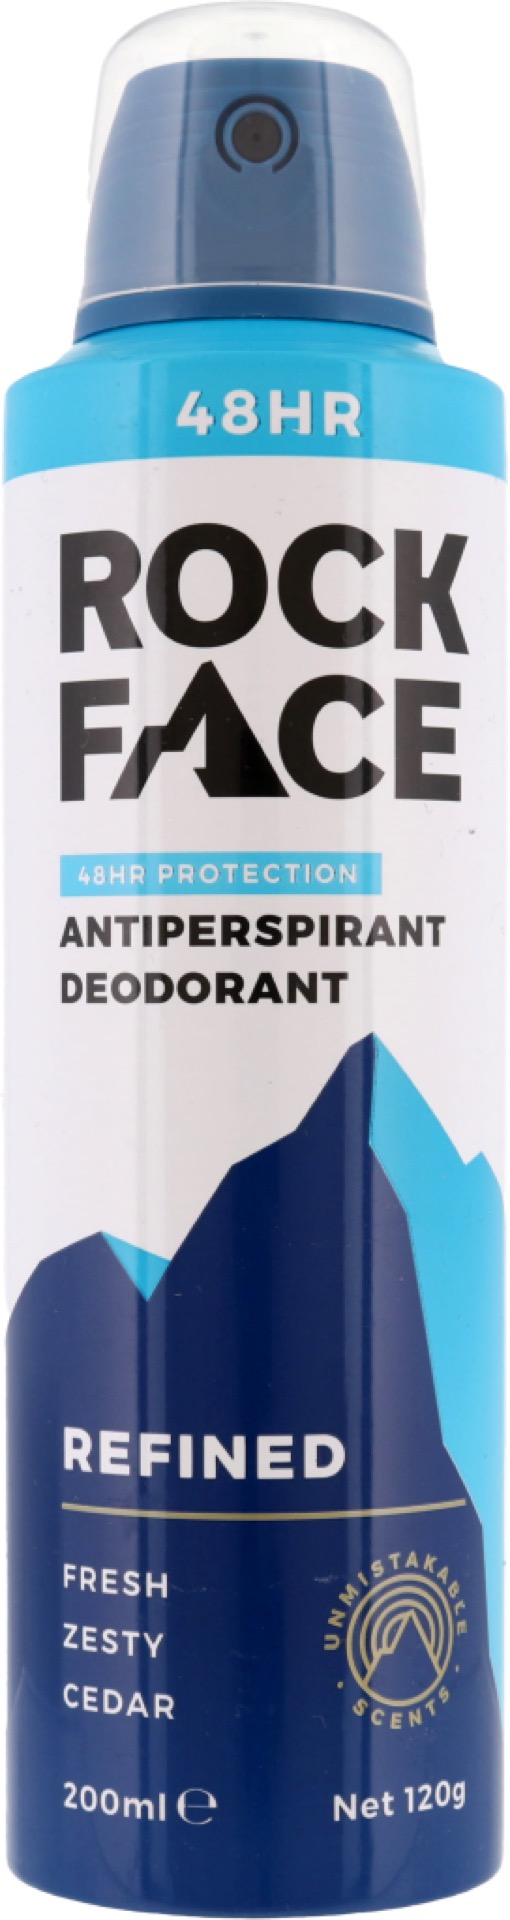 48HR
ROCK
FACE
48HR PROTECTION
ANTIPERSPIRANT
DEODORANT
REFINED
FRESH
ZESTY
CEDAR
UNMISTAKABLE
SCENTS
200ml ℮
Net 120g